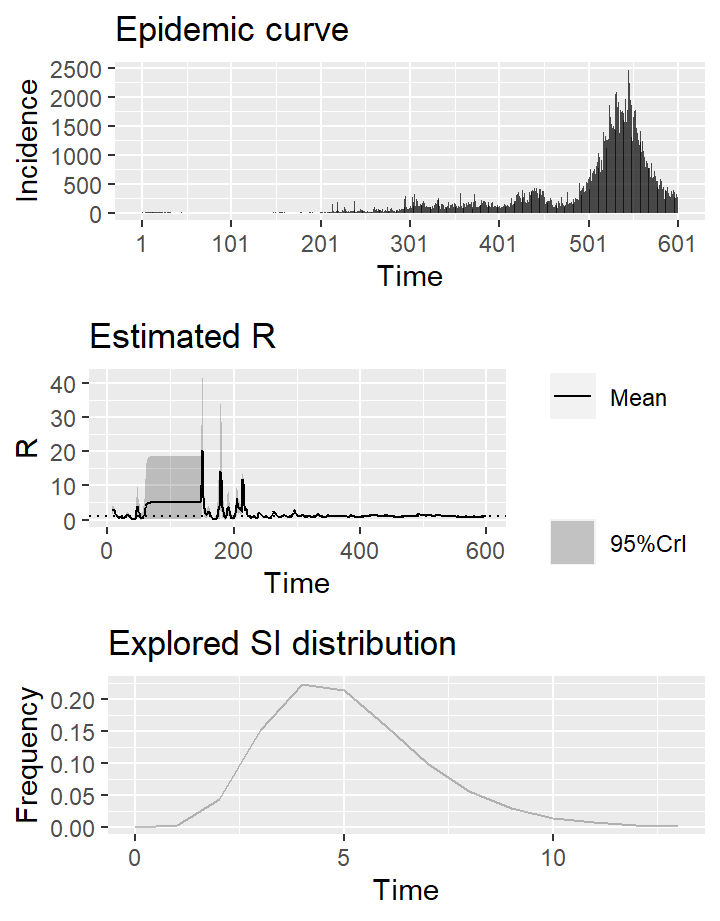 Epidemic curve
2500
2000
1500
1000
500
0
Incidence
1 101 201 301 401 501 601
Time
Estimated R
40
30
20
10
0
R
0 200 400 600
Time
Mean
95%CrI
Explored SI distribution
0.20
0.15
0.10
0.05
0.00
Frequency
0 5 10
Time